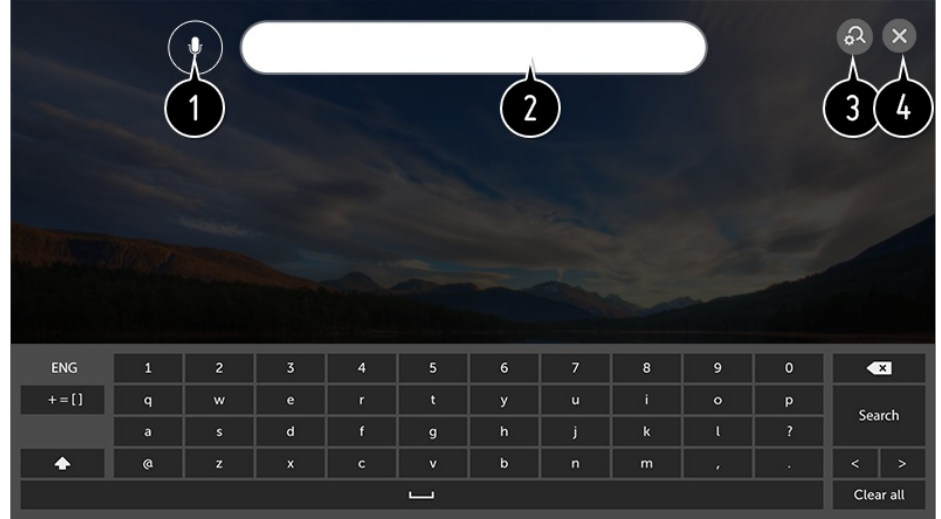 1 2 3 4
ENG 1 2 3 4 5 6 7 8 9 0
+=[] q w e r t y u i o p
Search
a s d f g h j k l ?
@ z x c v b n m , . < >
Clear all